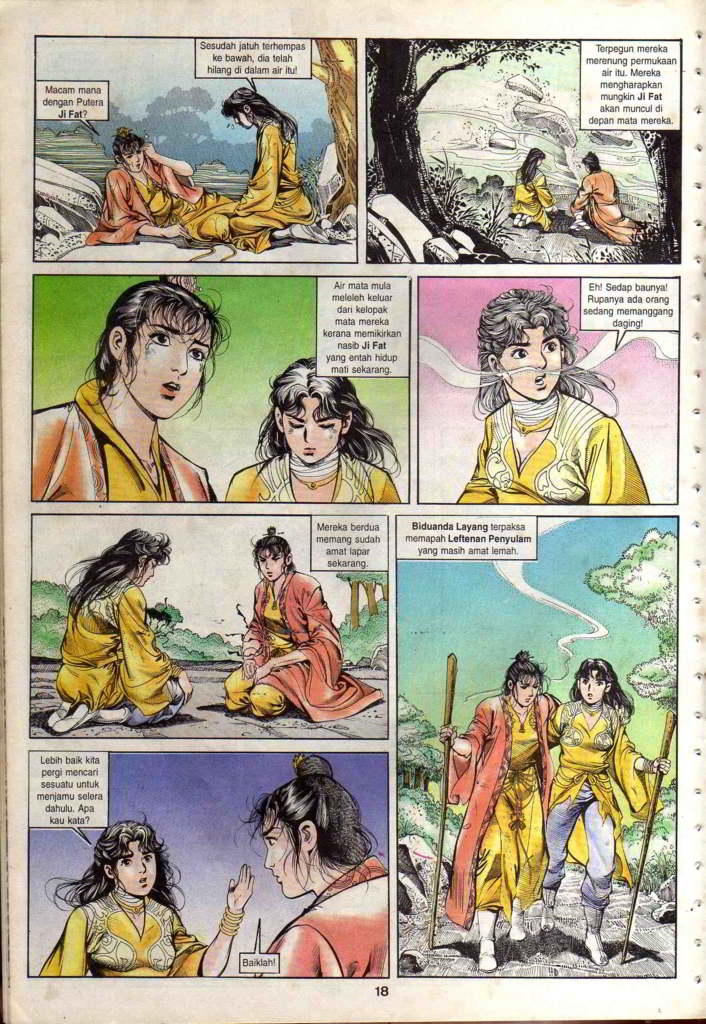 Macam mana
dengan Putera
Ji Fat?
Sesudah jatuh terhempas
ke bawah, dia telah
hilang di dalam air itu!
Terpegun mereka
merenung permukaan
air itu. Mereka
mengharapkan
mungkin Ji Fat
akan muncul di
depan mata mereka.
Air mata mula
meleleh keluar
dari kelopak
mata mereka
kerana memikirkan
nasib Ji Fat
yang entah hidup
mati sekarang.
Eh! Sedap baunya!
Rupanya ada orang
sedang memanggang
daging!
Mereka berdua
memang sudah
amat lapar
sekarang.
Lebih baik kita
pergi mencari
sesuatu untuk
menjamu selera
dahulu. Apa
kau kata?
Baiklah!
Biduanda Layang terpaksa
memapah Leftenan Penyulam
yang masih amat lemah.
18